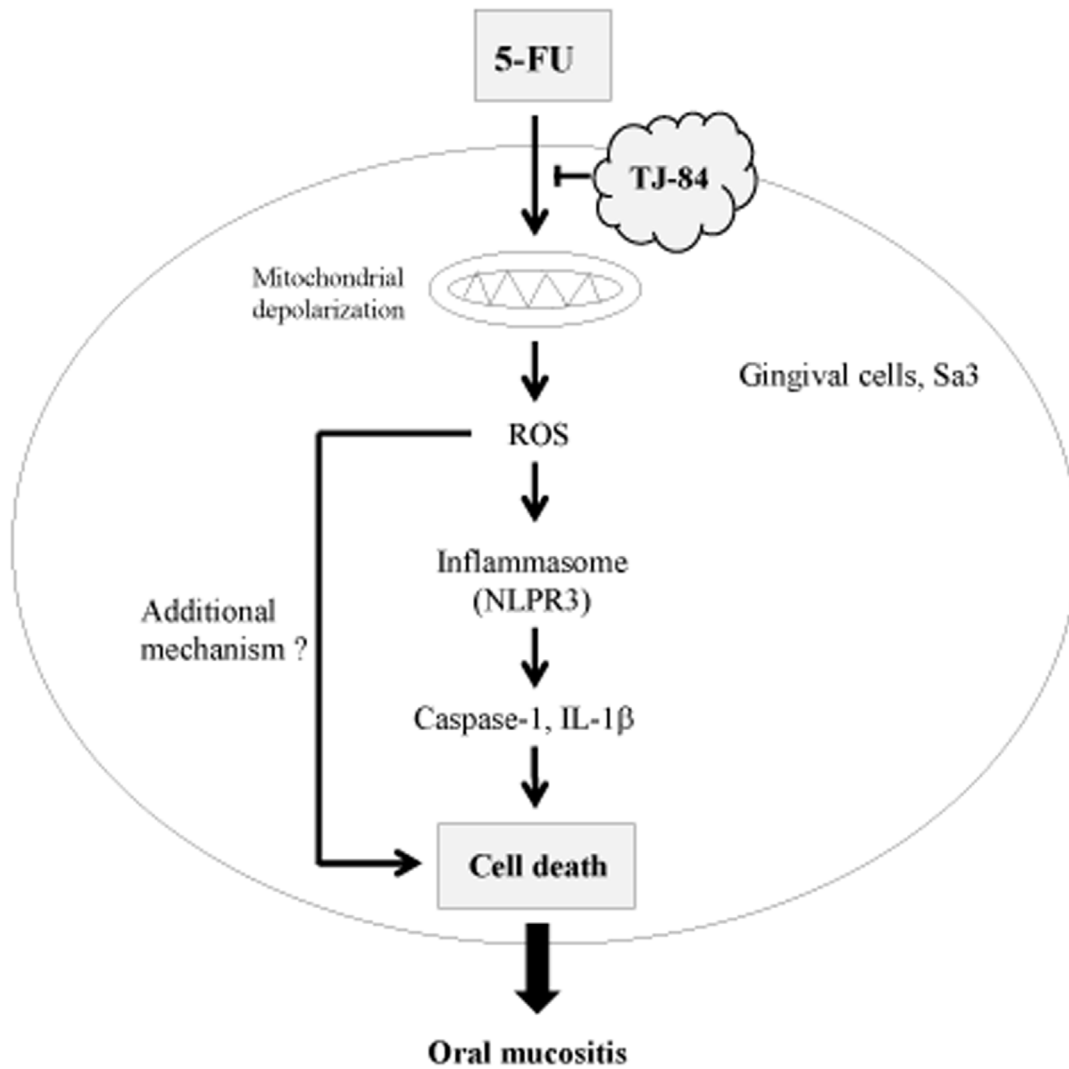 5-FU
TJ-84
Mitochondrial
depolarization
Gingival cells, Sa3
ROS
Inflammasome
(NLPR3)
Additional
mechanism ?
Caspase-1, IL-1β
Cell death
Oral mucositis